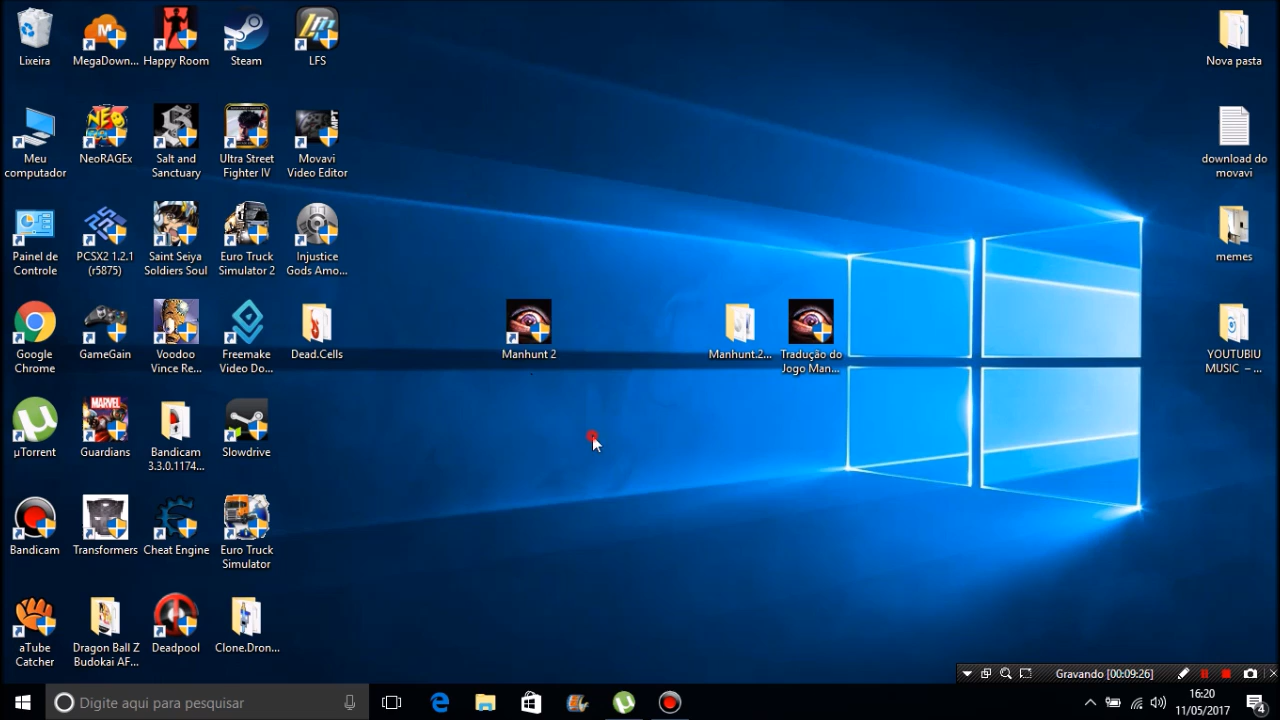 Lixeira
MegaDown...
Happy Room
Steam
LFS
Nova pasta
Meu
computador
NeoRAGEx
Salt and
Sanctuary
Ultra Street
Fighter IV
Movavi
Video Editor
download do
movavi
Painel de
Controle
PCSX2 1.2.1
(r5875)
Saint Seiya
Soldiers Soul
Euro Truck
Simulator 2
Injustice
Gods Amo...
memes
Google
Chrome
GameGain
Voodoo
Vince Re...
Freemake
Video Do...
Dead.Cells
Manhunt 2
Manhunt.2...
Tradução do
Jogo Man...
YOUTUBIU
MUSIC – ...
µTorrent
MARVEL
Guardians
Bandicam
3.3.0.1174...
Slowdrive
Bandicam
Transformers
Cheat Engine
Euro Truck
Simulator
aTube
Catcher
Dragon Ball Z
Budokai AF...
Deadpool
Clone.Dron...
Gravando [00:09:26]
Digite aqui para pesquisar
16:20
11/05/2017
4